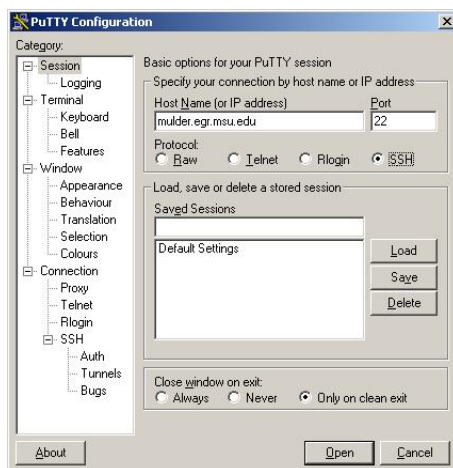 PuTTY Configuration
Category:
Session
Logging
Terminal
Keyboard
Bell
Features
Window
Appearance
Behaviour
Translation
Selection
Colours
Connection
Proxy
Telnet
Rlogin
SSH
Auth
Tunnels
Bugs
Basic options for your PuTTY session
Specify your connection by host name or IP address
Host Name (or IP address) Port
mulder.egr.msu.edu 22
Protocol:
Raw Telnet Rlogin SSH
Load, save or delete a stored session
Saved Sessions
Default Settings
Load
Save
Delete
Close window on exit:
Always Never Only on clean exit
About Open Cancel